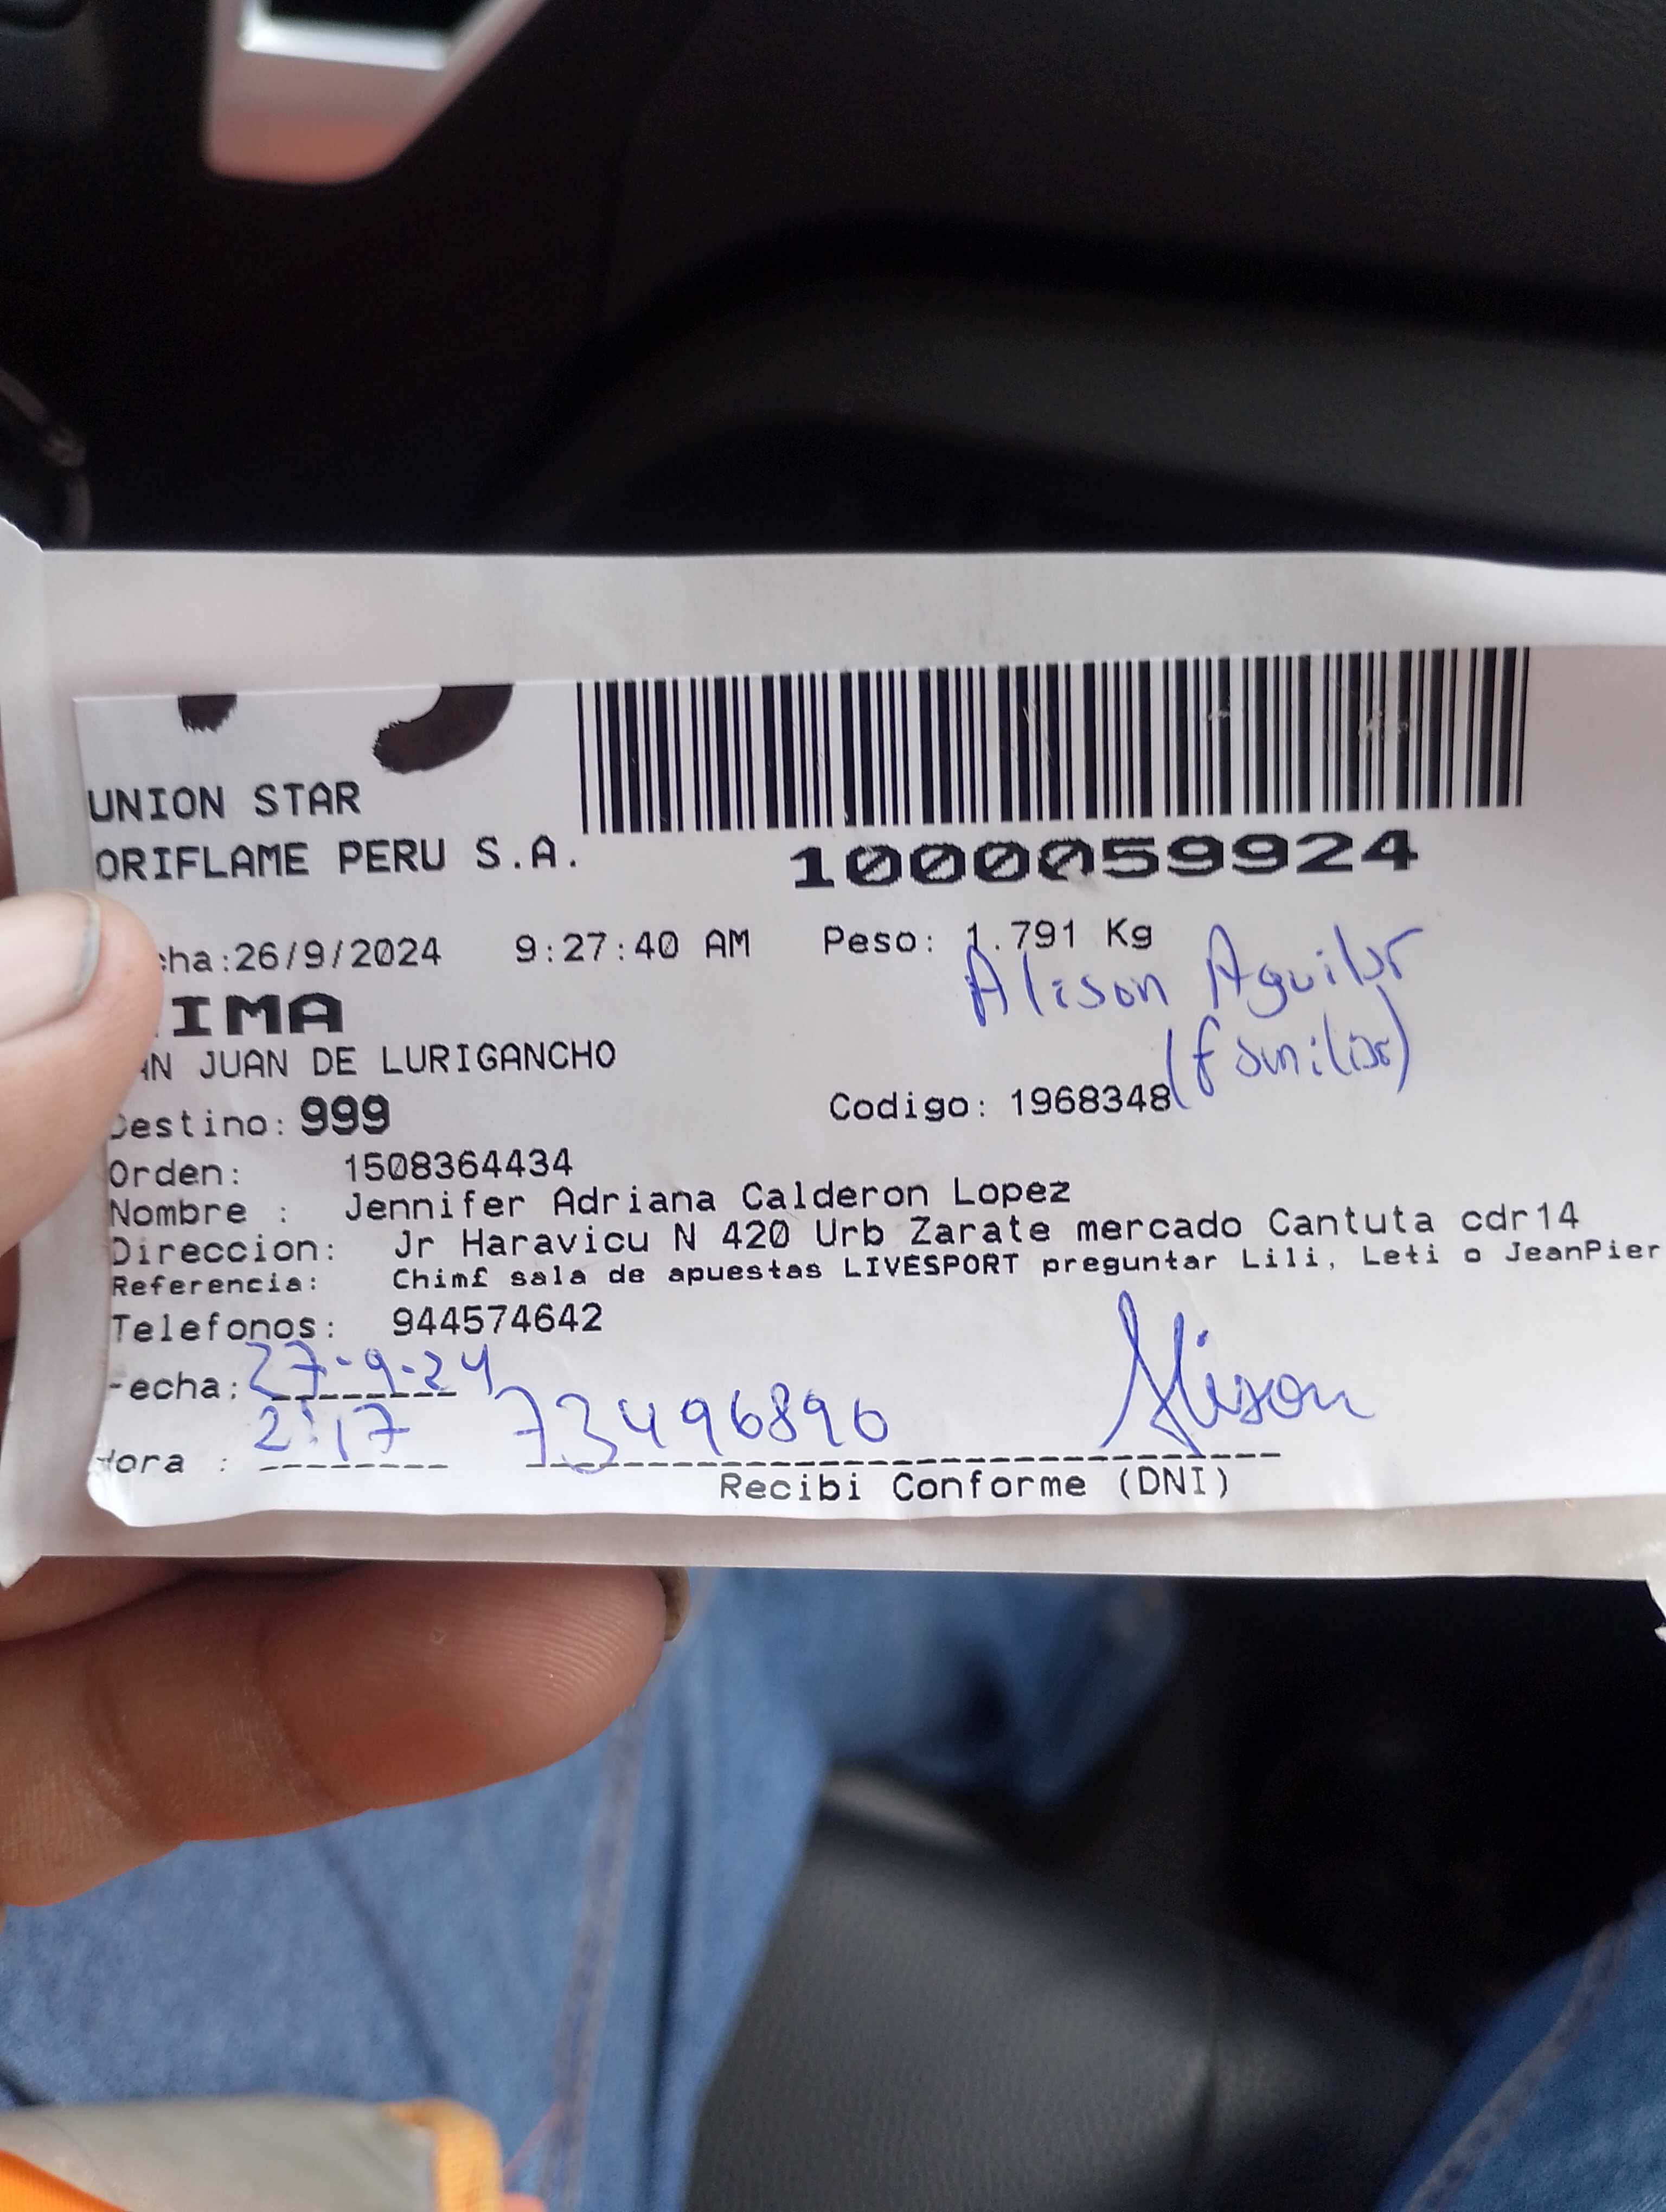 UNION STAR
ORIFLAME PERU S.A.
1000059924
cha:26/9/2024 9:27:40 AM Peso: 1.791 Kg
Alison Aguilar
IMA
(familiar)
AN JUAN DE LURIGANCHO
Destino: 999 Codigo: 1968348
Orden: 1508364434
Nombre : Jennifer Adriana Calderon Lopez
Direccion: Jr Haravicu N 420 Urb Zarate mercado Cantuta cdr14
Referencia: Chim£ sala de apuestas LIVESPORT preguntar Lili, Leti o JeanPier
Telefonos: 944574642
Fecha: 27-9-24
Alison
Hora : 2:17 73496896
Recibi Conforme (DNI)